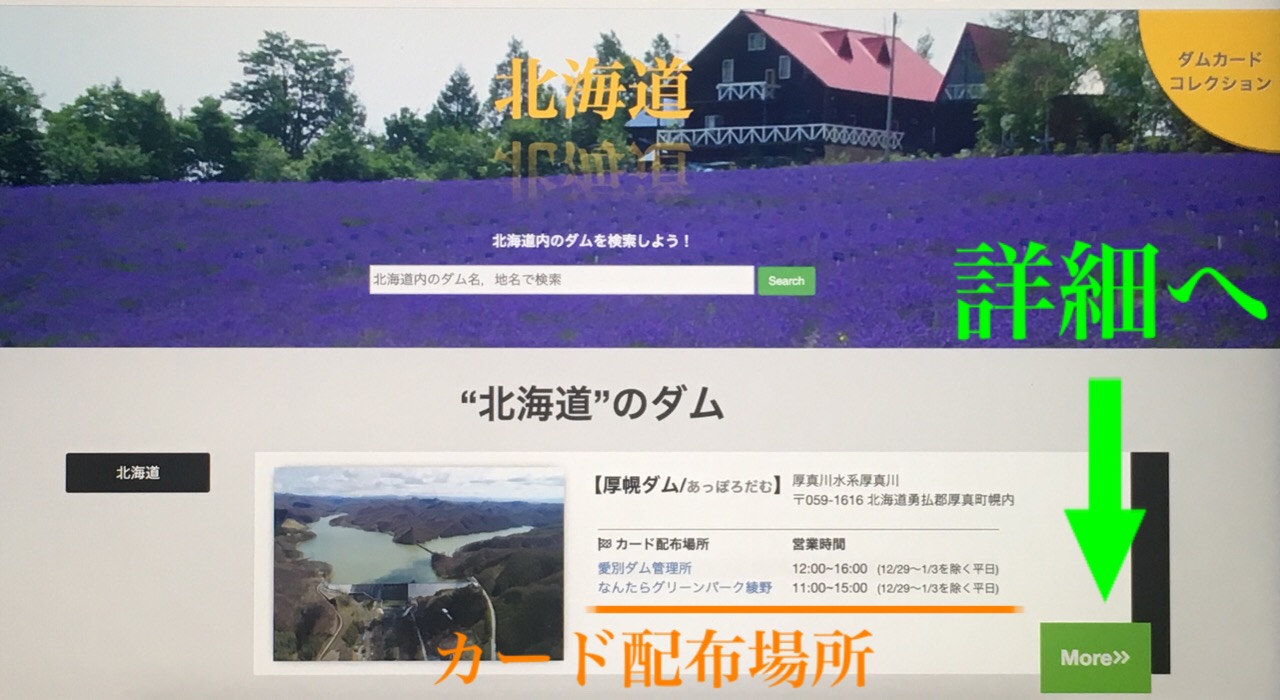 ダムカード
コレクション
北海道
北海道内のダムを検索しよう！
北海道内のダム名，地名で検索
Search
詳細へ
“北海道”のダム
北海道
【厚幌ダム/あっぽろだむ】
厚真川水系厚真川
〒059-1616 北海道勇払郡厚真町幌内
カード配布場所 営業時間
愛別ダム管理所 12:00~16:00 (12/29〜1/3を除く平日)
なんたらグリーンパーク綾野 11:00~15:00 (12/29〜1/3を除く平日)
カード配布場所
More»